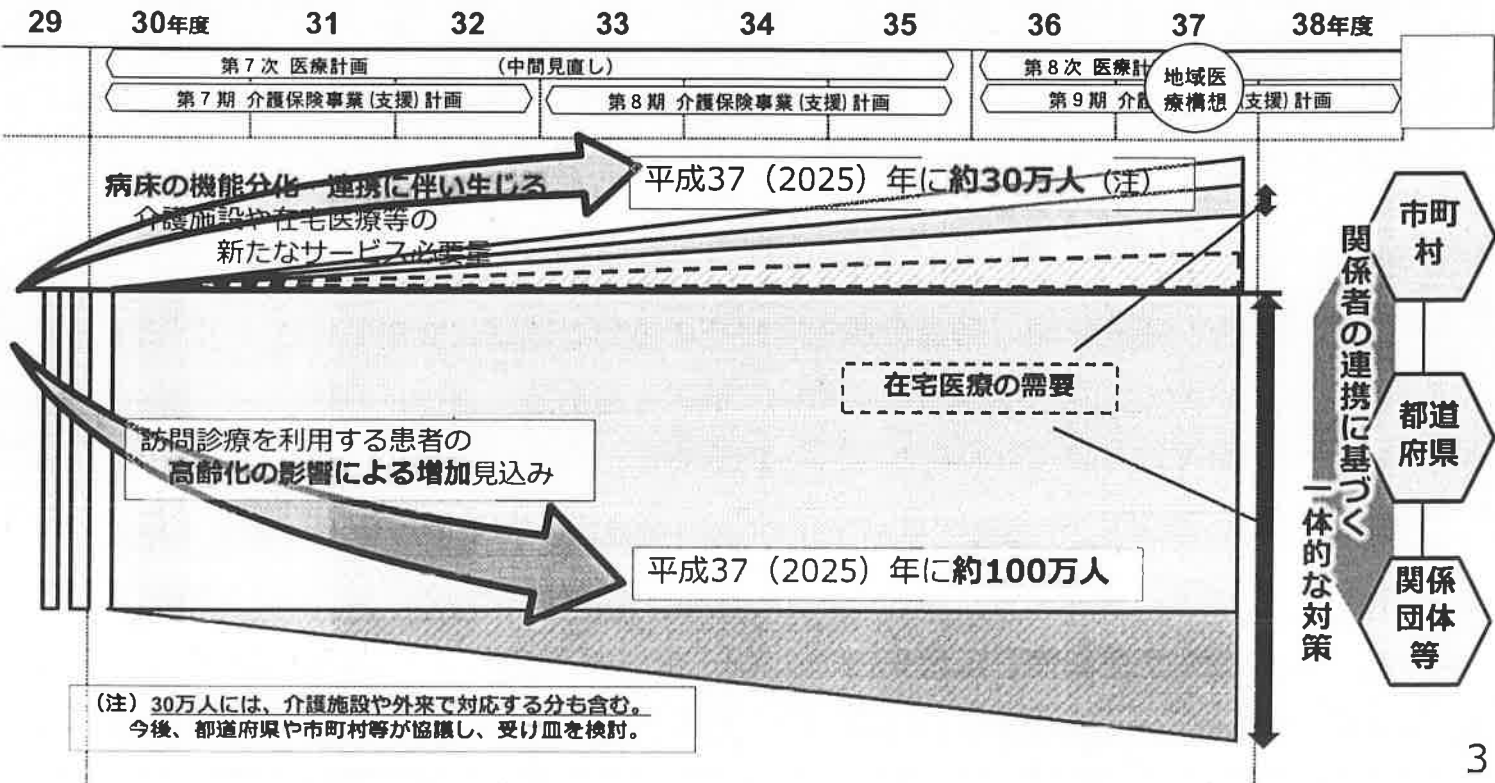 29 30年度 31 32 33 34 35 36 37 38年度
第7次 医療計画 (中間見直し)
第8次 医療計
地域医
療構想
第7期 介護保険事業(支援)計画
第8期 介護保険事業(支援)計画
第9期 介護
支援)計画
病床の機能分化・連携に伴い生じる
介護施設や在宅医療等の
新たなサービス必要量
平成37(2025)年に約30万人(注)
在宅医療の需要
訪問診療を利用する患者の
高齢化の影響による増加見込み
平成37(2025)年に約100万人
関係者の連携に基づく
一体的な対策
市町
村
都道
府県
関係
団体
等
(注)30万人には、介護施設や外来で対応する分も含む。
今後、都道府県や市町村等が協議し、受け皿を検討。
3